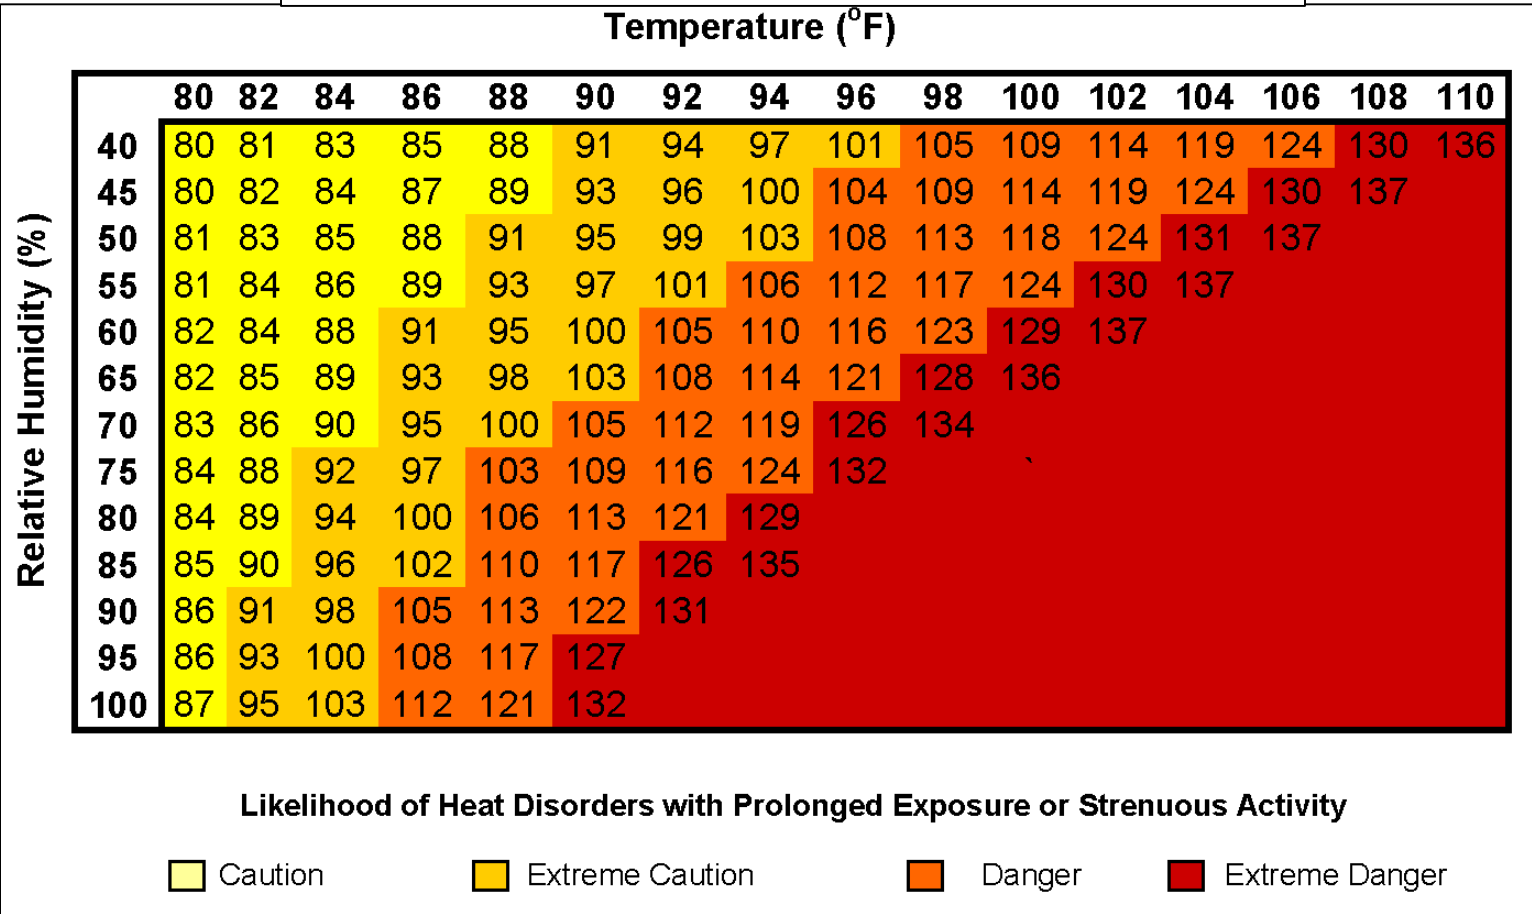 Temperature (°F)
80 82 84 86 88 90 92 94 96 98 100 102 104 106 108 110
Relative Humidity (%)
40 80 81 83 85 88 91 94 97 101 105 109 114 119 124 130 136
45 80 82 84 87 89 93 96 100 104 109 114 119 124 130 137
50 81 83 85 88 91 95 99 103 108 113 118 124 131 137
55 81 84 86 89 93 97 101 106 112 117 124 130 137
60 82 84 88 91 95 100 105 110 116 123 129 137
65 82 85 89 93 98 103 108 114 121 128 136
70 83 86 90 95 100 105 112 119 126 134
75 84 88 92 97 103 109 116 124 132 `
80 84 89 94 100 106 113 121 129
85 85 90 96 102 110 117 126 135
90 86 91 98 105 113 122 131
95 86 93 100 108 117 127
100 87 95 103 112 121 132
Likelihood of Heat Disorders with Prolonged Exposure or Strenuous Activity
Caution Extreme Caution Danger Extreme Danger